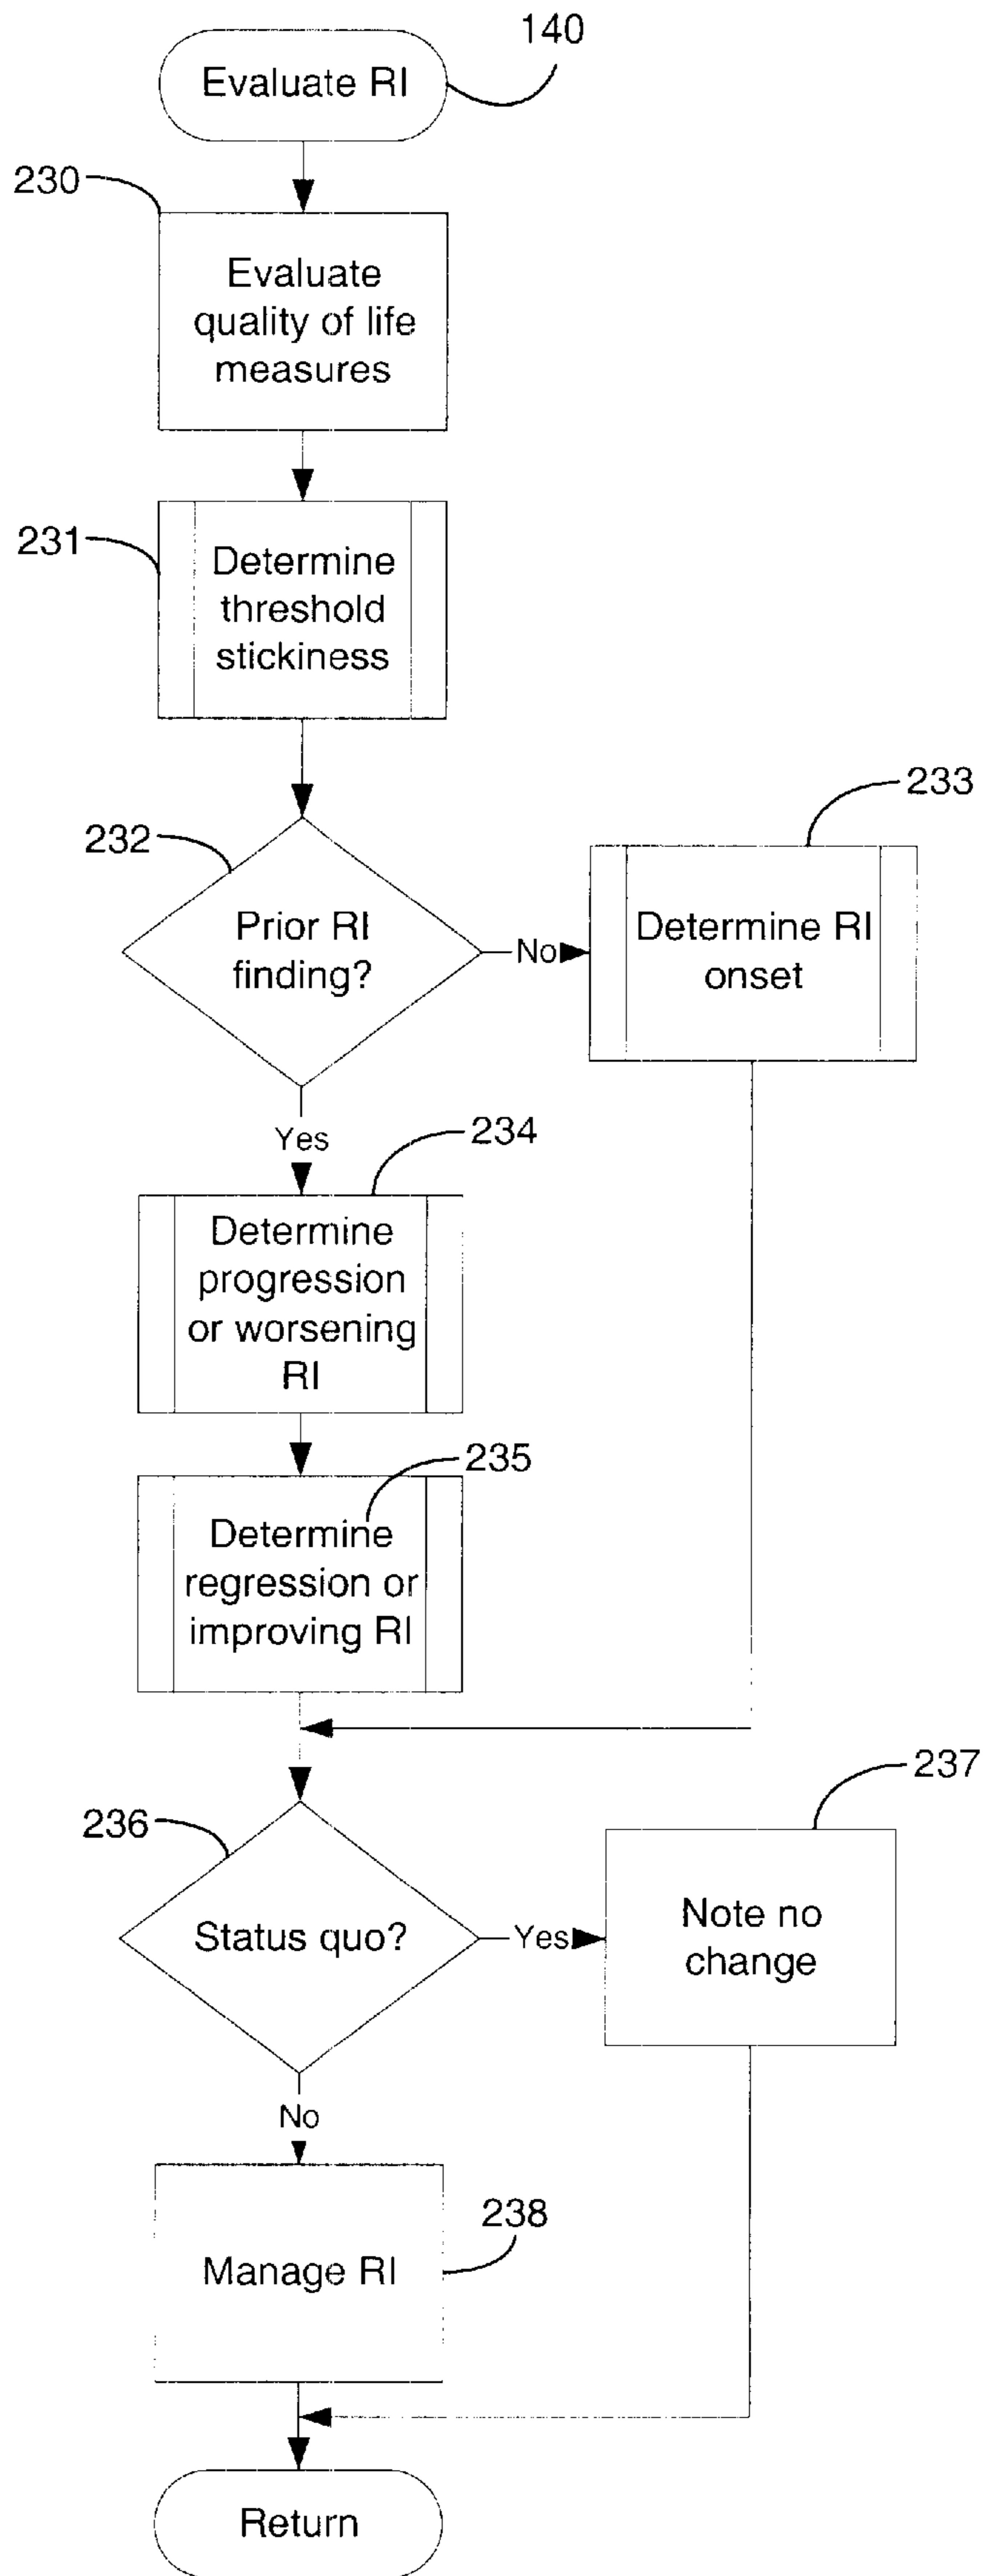 140
Evaluate RI
230
Evaluate
quality of life
measures
231
Determine
threshold
stickiness
233
232
Prior RI
finding?
No
Determine RI
onset
Yes
234
Determine
progression
or worsening
RI
235
Determine
regression or
improving RI
237
236
Status quo?
Yes
Note no
change
No
238
Manage RI
Return